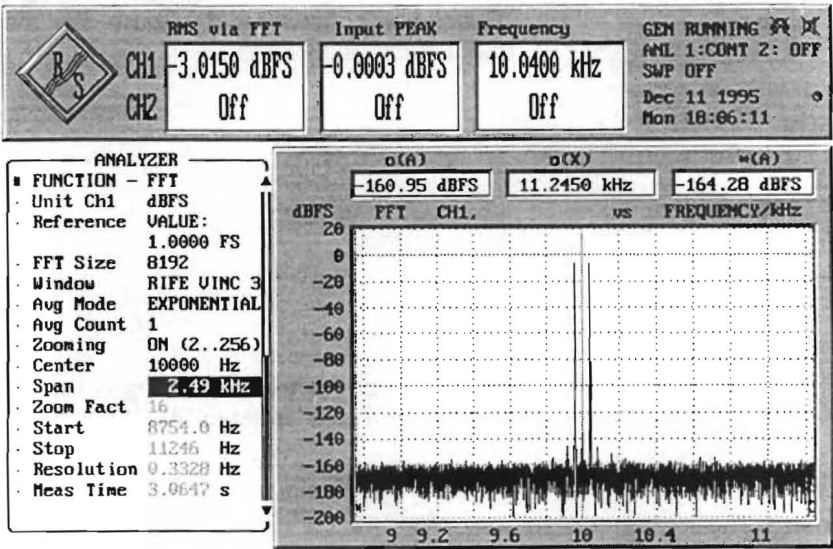 RMS via FFT Input PEAK Frequency
GEN RUNNING
ANL 1:CONT 2: OFF
SWP OFF
Dec 11 1995
Mon 18:06:11
R S
CH1 -3.0150 dBFS -0.0003 dBFS 10.0400 kHz
CH2 Off Off Off
ANALYZER
FUNCTION - FFT
Unit Ch1 dBFS
Reference VALUE:
1.0000 FS
FFT Size 8192
Window RIFE VINC 3
Avg Mode EXPONENTIAL
Avg Count 1
Zooming ON (2..256)
Center 10000 Hz
Span 2.49 kHz
Zoom Fact 16
Start 8754.0 Hz
Stop 11246 Hz
Resolution 0.3328 Hz
Meas Time 3.0647 s
o(A) o(X) *(A)
-160.95 dBFS 11.2450 kHz -164.28 dBFS
dBFS FFT CH1. vs FREQUENCY/kHz
20
0
-20
-40
-60
-80
-100
-120
-140
-160
-180
-200
9 9.2 9.6 10 10.4 11